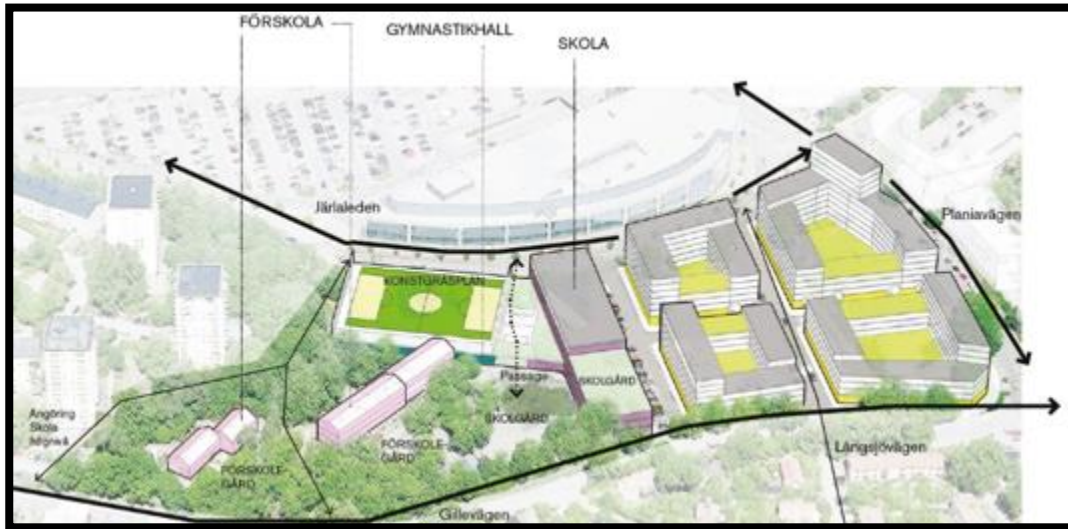 FÖRSKOLA
GYMNASTIKHALL
SKOLA
Järlaleden
Planiavägen
KONSTGRÄSPLAN
Passage
SKOLGÅRD
SKOLGÅRD
Angöring
Skola
FÖRSKOLE-
GÅRD
FÖRSKOLE-
GÅRD
Långsjövägen
Gillevägen